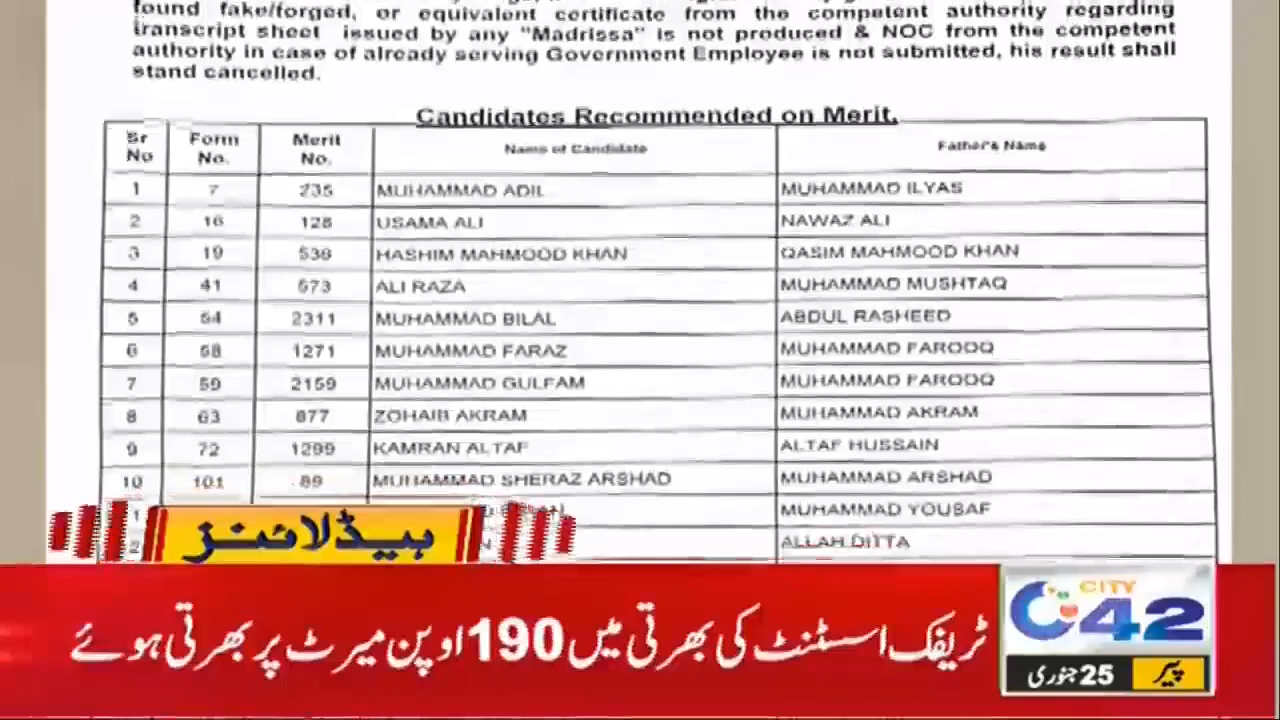 found fake/forged, or equivalent certificate from the competent authority regarding
transcript sheet issued by any "Madrissa" is not produced & NOC from the competent
authority in case of already serving Government Employee is not submitted, his result shall
stand cancelled.
Candidates Recommended on Merit.
Sr No Form No. Merit No. Name of Candidate Father's Name
1 7 235 MUHAMMAD ADIL MUHAMMAD ILYAS
2 16 128 USAMA ALI NAWAZ ALI
3 19 538 HASHIM MAHMOOD KHAN QASIM MAHMOOD KHAN
4 41 573 ALI RAZA MUHAMMAD MUSHTAQ
5 54 2311 MUHAMMAD BILAL ABDUL RASHEED
6 58 1271 MUHAMMAD FARAZ MUHAMMAD FAROOQ
7 59 2159 MUHAMMAD GULFAM MUHAMMAD FAROOQ
8 63 877 ZOHAIB AKRAM MUHAMMAD AKRAM
9 72 1299 KAMRAN ALTAF ALTAF HUSSAIN
10 101 89 MUHAMMAD SHERAZ ARSHAD MUHAMMAD ARSHAD
MUHAMMAD YOUSAF
ALLAH DITTA
ہیڈلائنز
ٹریفک اسسٹنٹ کی بھرتی میں 190 اوپن میرٹ پر بھرتی ہوئے
CITY
42
پیر 25 جنوری